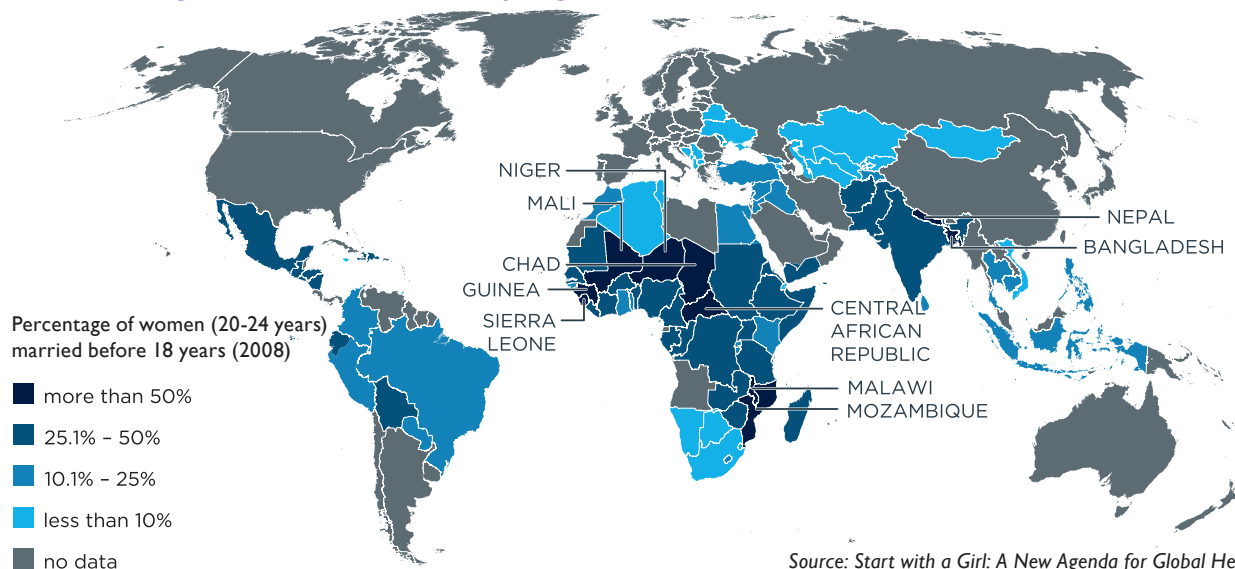 NIGER
MALI
CHAD
GUINEA
SIERRA
LEONE
NEPAL
BANGLADESH
CENTRAL
AFRICAN
REPUBLIC
MALAWI
MOZAMBIQUE
Percentage of women (20-24 years)
married before 18 years (2008)
more than 50%
25.1% – 50%
10.1% – 25%
less than 10%
no data
Source: Start with a Girl: A New Agenda for Global He